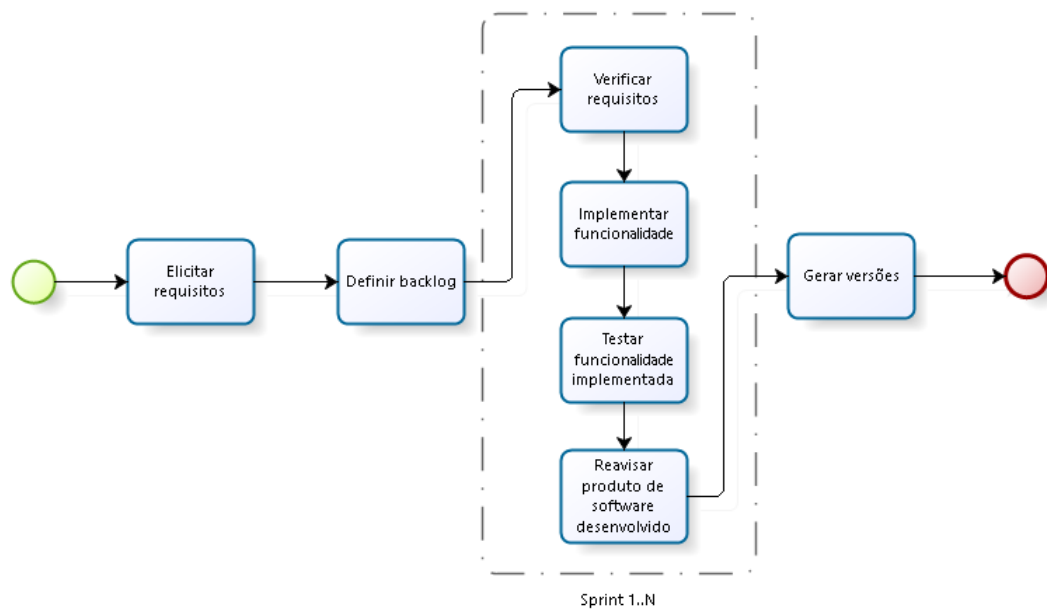 Elicitar
requisitos
Definir backlog
Verificar
requisitos
Implementar
funcionalidade
Testar
funcionalidade
implementada
Reavisar
produto de
software
desenvolvido
Gerar versões
Sprint 1..N